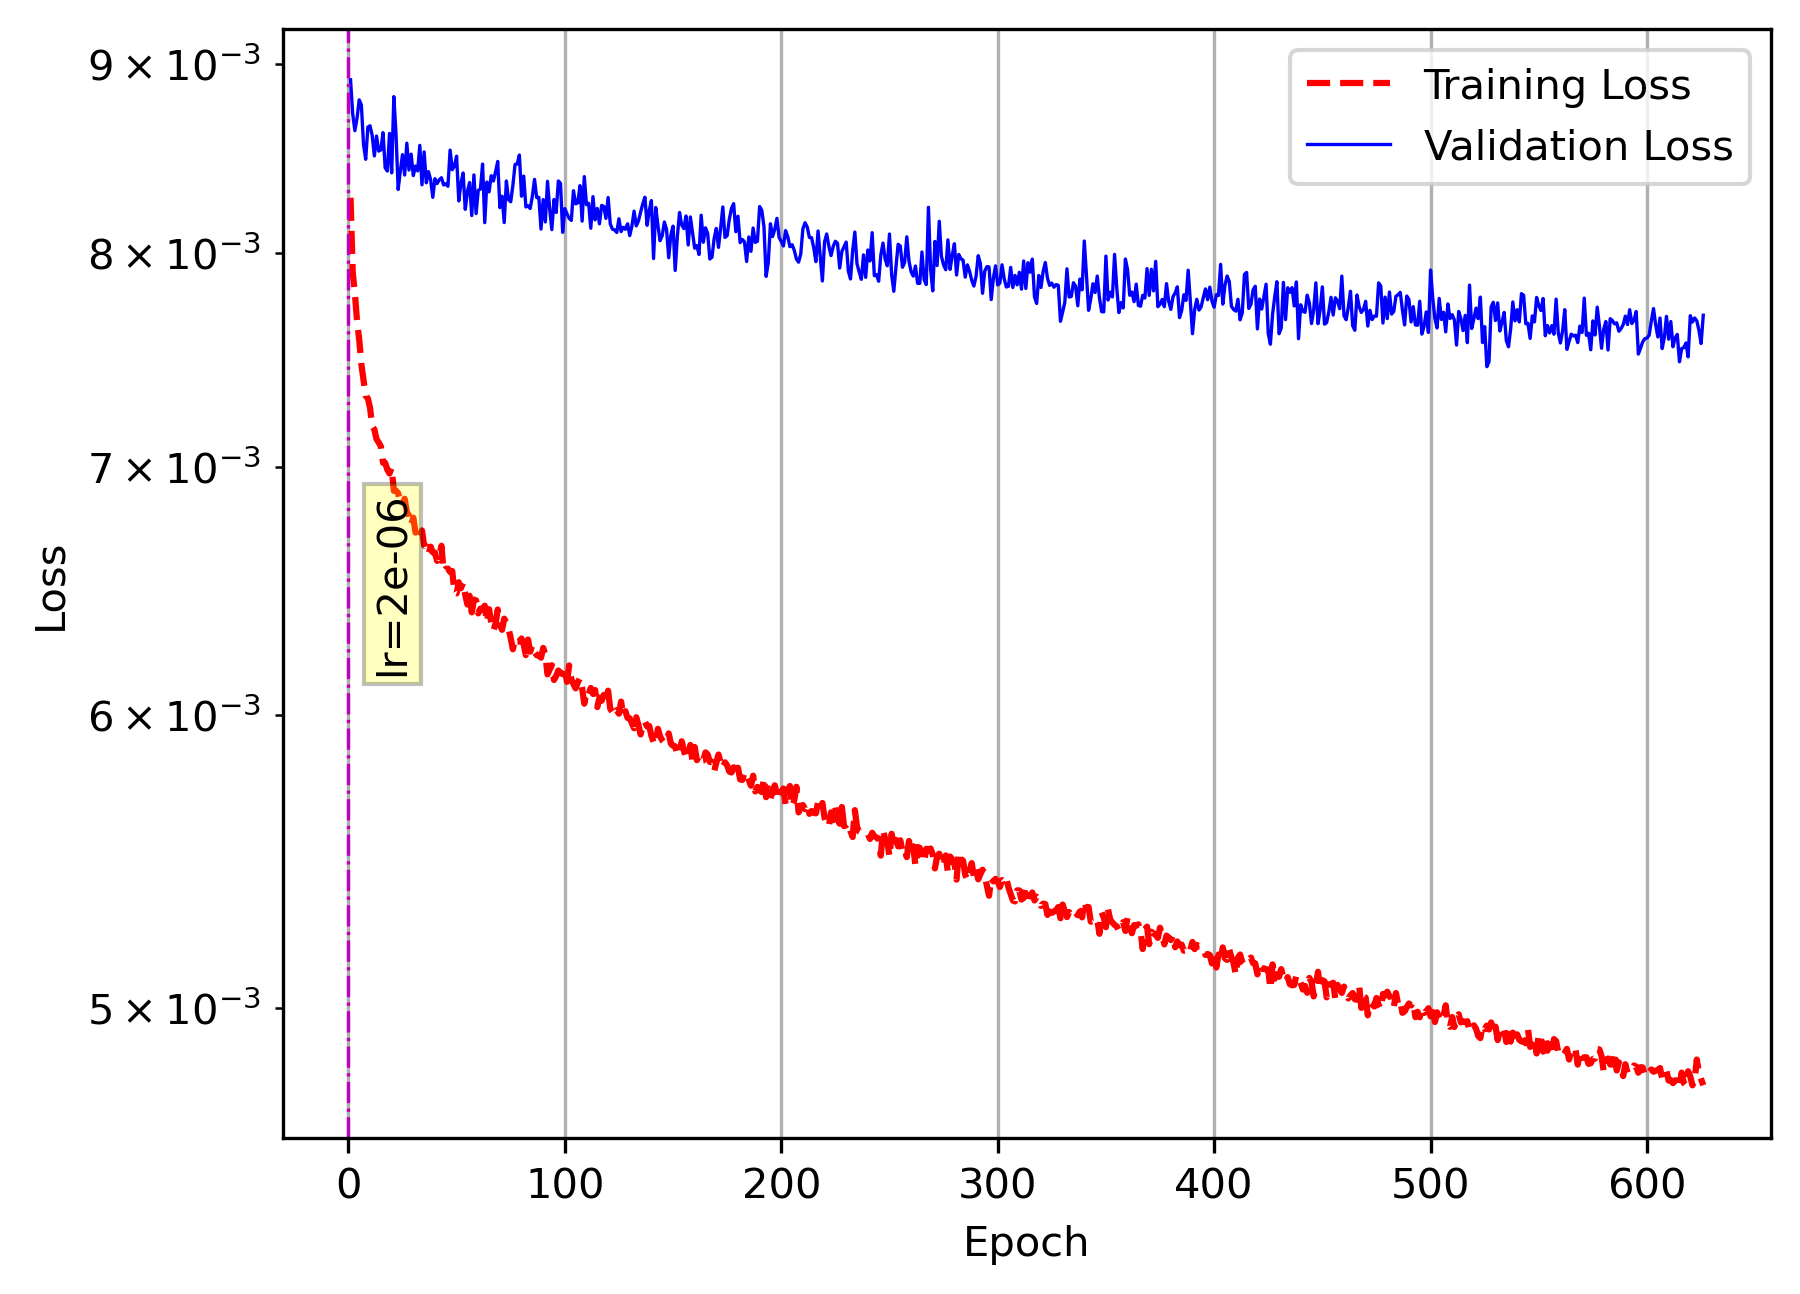 9×10⁻³
8×10⁻³
7×10⁻³
6×10⁻³
5×10⁻³
Loss
Training Loss
Validation Loss
lr=2e-06
0 100 200 300 400 500 600
Epoch